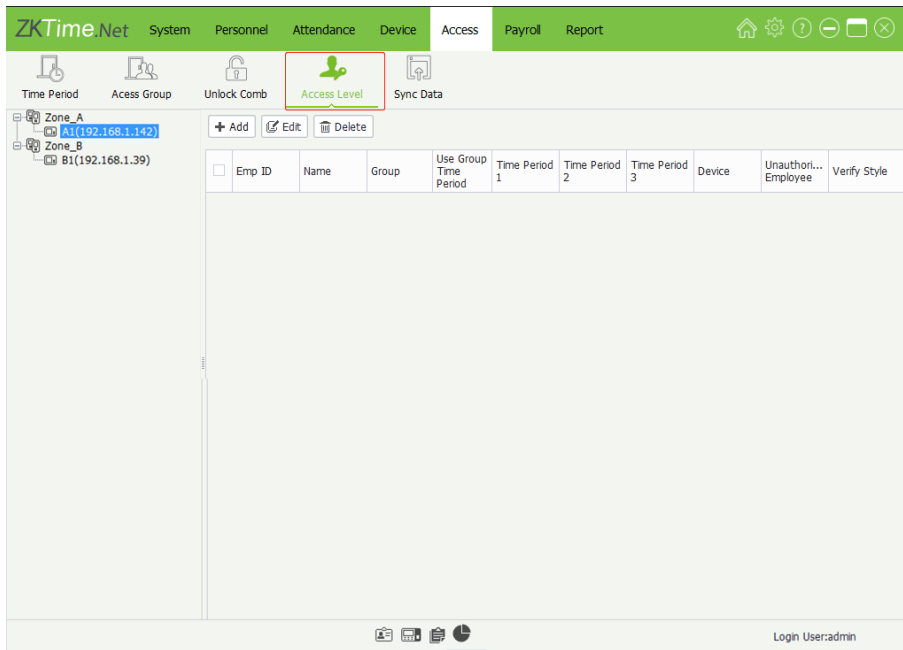 ZKTime.Net System Personnel Attendance Device Access Payroll Report
Time Period Acess Group Unlock Comb Access Level Sync Data
Zone_A
A1(192.168.1.142)
Zone_B
B1(192.168.1.39)
Add Edit Delete
Emp ID Name Group Use Group Time Period Time Period 1 Time Period 2 Time Period 3 Device Unauthori... Employee Verify Style
Login User:admin